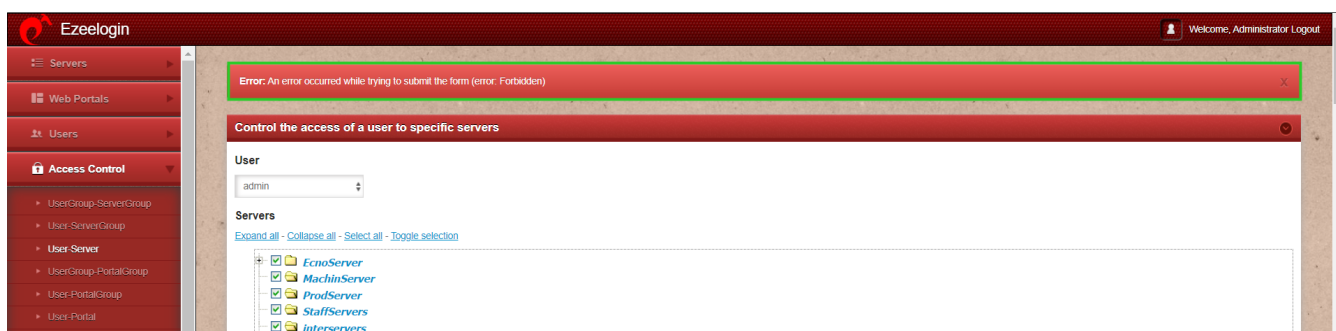 Ezeelogin
Welcome, Administrator Logout
Servers
Web Portals
Users
Access Control
UserGroup-ServerGroup
User-ServerGroup
User-Server
UserGroup-PortalGroup
User-PortalGroup
User-Portal
Error: An error occurred while trying to submit the form (error: Forbidden)
X
Control the access of a user to specific servers
User
admin
Servers
Expand all - Collapse all - Select all - Toggle selection
EcnoServer
MachinServer
ProdServer
StaffServers
interservers